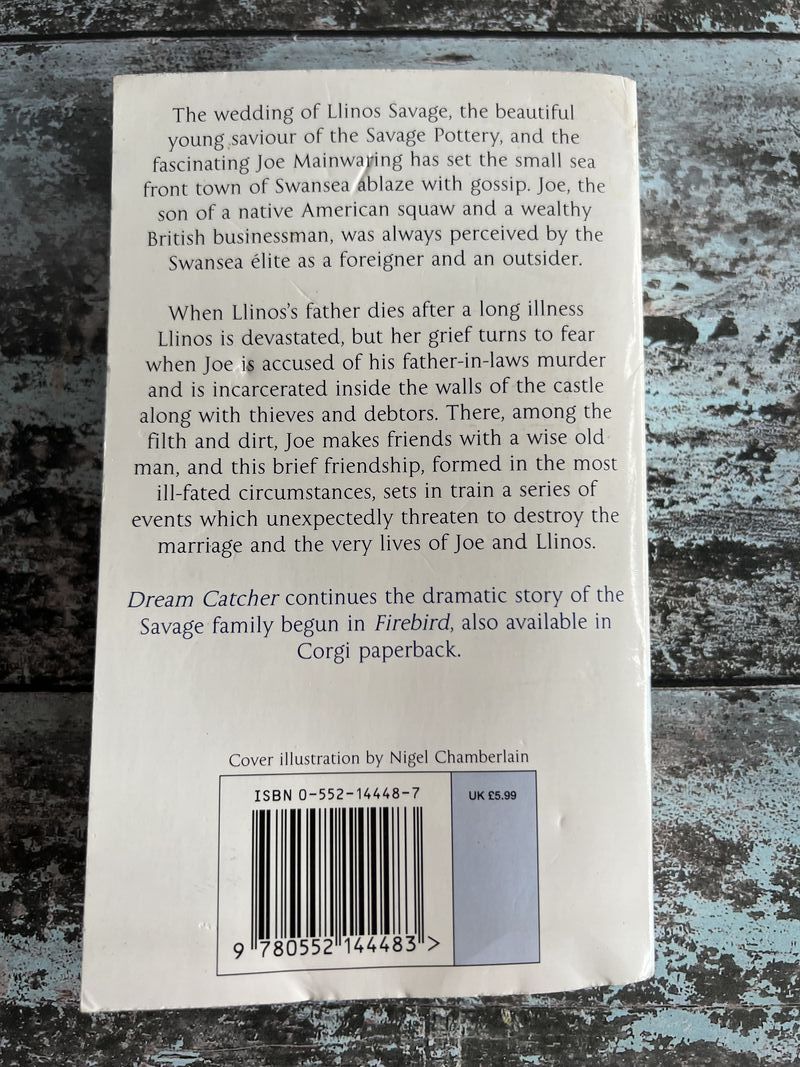 The wedding of Llinos Savage, the beautiful
young saviour of the Savage Pottery, and the
fascinating Joe Mainwaring has set the small sea
front town of Swansea ablaze with gossip. Joe, the
son of a native American squaw and a wealthy
British businessman, was always perceived by the
Swansea élite as a foreigner and an outsider.
When Llinos's father dies after a long illness
Llinos is devastated, but her grief turns to fear
when Joe is accused of his father-in-laws murder
and is incarcerated inside the walls of the castle
along with thieves and debtors. There, among the
filth and dirt, Joe makes friends with a wise old
man, and this brief friendship, formed in the most
ill-fated circumstances, sets in train a series of
events which unexpectedly threaten to destroy the
marriage and the very lives of Joe and Llinos.
Dream Catcher continues the dramatic story of the
Savage family begun in Firebird, also available in
Corgi paperback.
Cover illustration by Nigel Chamberlain
ISBN 0-552-14448-7
UK £5.99
9 780552 144483 >